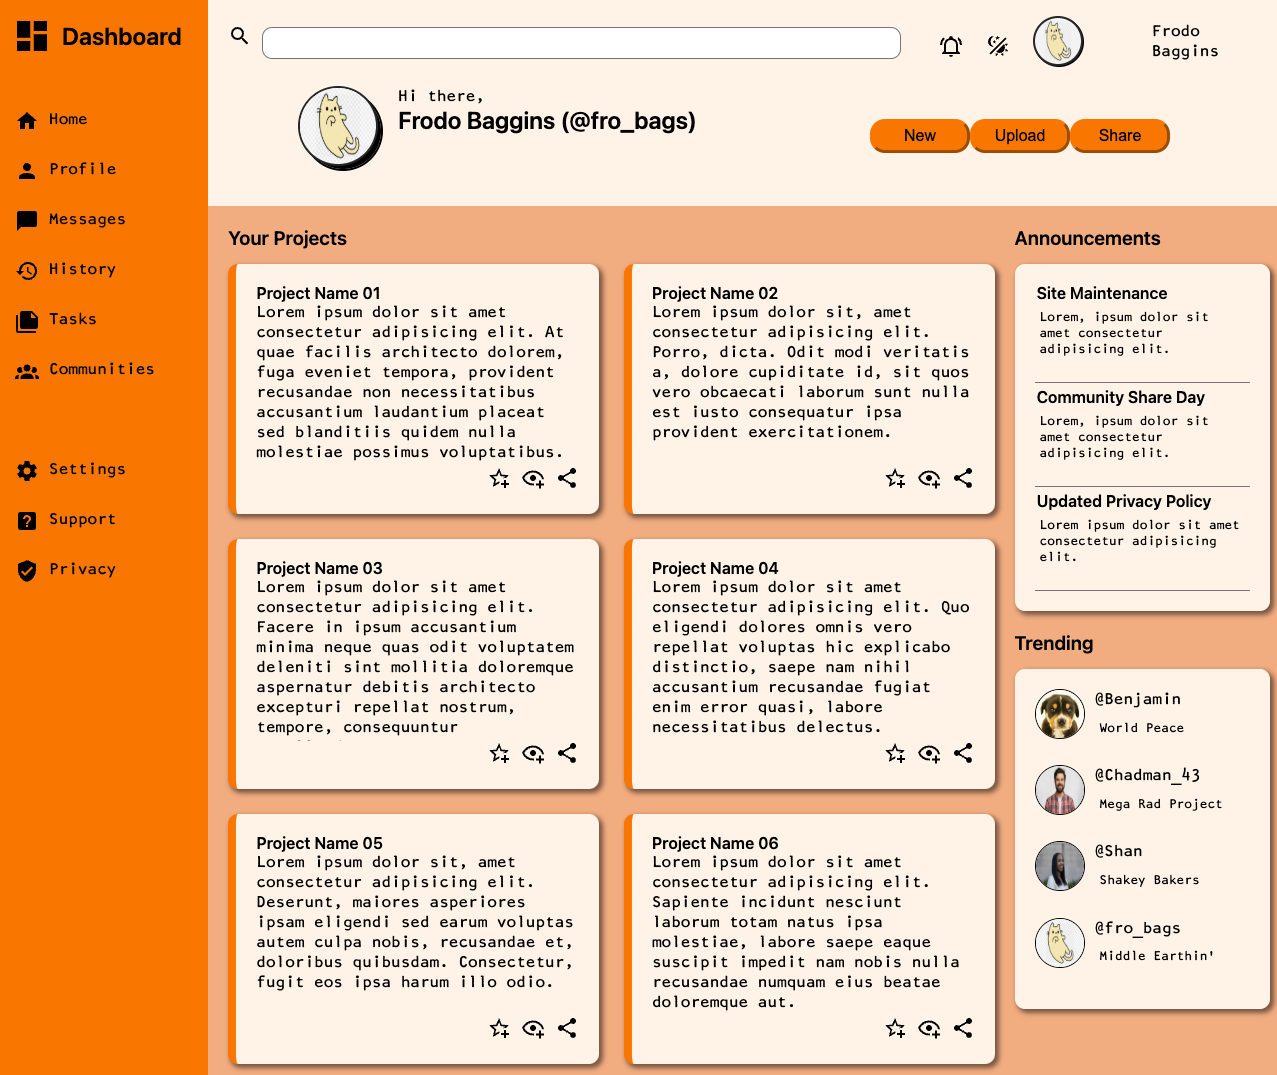 Dashboard
Home
Profile
Messages
History
Tasks
Communities
Settings
Support
Privacy
Frodo
Baggins
Hi there,
Frodo Baggins (@fro_bags)
New
Upload
Share
Your Projects
Project Name 01
Lorem ipsum dolor sit amet
consectetur adipisicing elit. At
quae facilis architecto dolorem,
fuga eveniet tempora, provident
recusandae non necessitatibus
accusantium laudantium placeat
sed blanditiis quidem nulla
molestiae possimus voluptatibus.
Project Name 02
Lorem ipsum dolor sit, amet
consectetur adipisicing elit.
Porro, dicta. Odit modi veritatis
a, dolore cupiditate id, sit quos
vero obcaecati laborum sunt nulla
est iusto consequatur ipsa
provident exercitationem.
Project Name 03
Lorem ipsum dolor sit amet
consectetur adipisicing elit.
Facere in ipsum accusantium
minima neque quas odit voluptatem
deleniti sint mollitia doloremque
aspernatur debitis architecto
excepturi repellat nostrum,
tempore, consequuntur
Project Name 04
Lorem ipsum dolor sit amet
consectetur adipisicing elit. Quo
eligendi dolores omnis vero
repellat voluptas hic explicabo
distinctio, saepe nam nihil
accusantium recusandae fugiat
enim error quasi, labore
necessitatibus delectus.
Project Name 05
Lorem ipsum dolor sit, amet
consectetur adipisicing elit.
Deserunt, maiores asperiores
ipsam eligendi sed earum voluptas
autem culpa nobis, recusandae et,
doloribus quibusdam. Consectetur,
fugit eos ipsa harum illo odio.
Project Name 06
Lorem ipsum dolor sit amet
consectetur adipisicing elit.
Sapiente incidunt nesciunt
laborum totam natus ipsa
molestiae, labore saepe eaque
suscipit impedit nam nobis nulla
recusandae numquam eius beatae
doloremque aut.
Announcements
Site Maintenance
Lorem, ipsum dolor sit
amet consectetur
adipisicing elit.
Community Share Day
Lorem, ipsum dolor sit
amet consectetur
adipisicing elit.
Updated Privacy Policy
Lorem ipsum dolor sit amet
consectetur adipisicing
elit.
Trending
@Benjamin
World Peace
@Chadman_43
Mega Rad Project
@Shan
Shakey Bakers
@fro_bags
Middle Earthin'